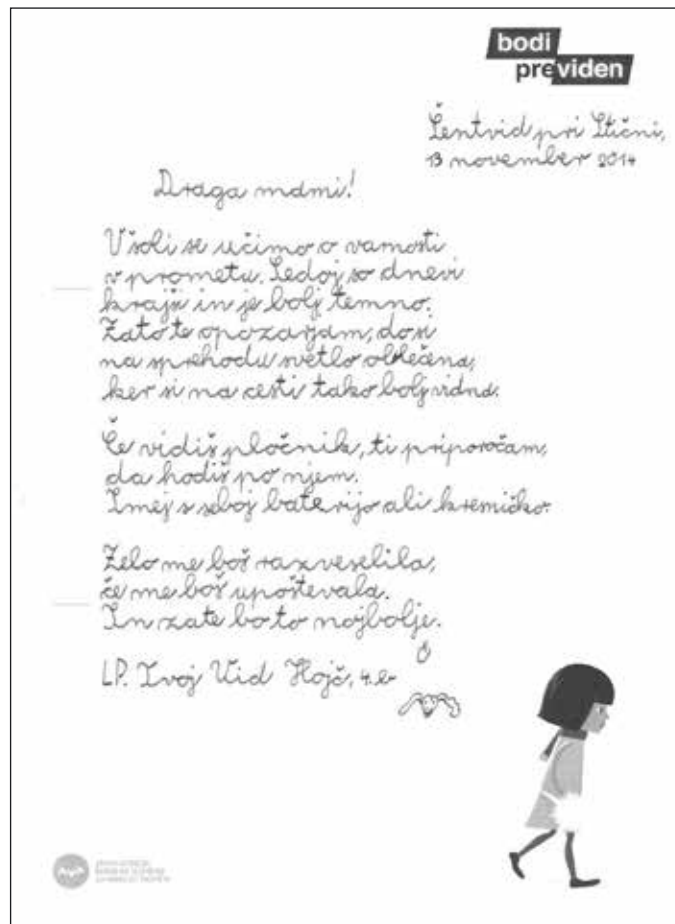 bodi
previden
Šentvid pri Stični,
13 november 2014
Draga mami!
V šoli se učimo o varnosti
v prometu. Sedaj so dnevi
krajši in je bolj temno.
Zato te opozarjam, da si
na sprehodu svetlo oblečena,
ker si na cesti tako bolj vidna.
Če vidiš pločnik, ti priporočam,
da hodiš po njem.
Imej s seboj baterijo ali kresničko.
Zelo me boš razveselila,
če me boš upoštevala.
In zate bo to najbolje.
LP. Tvoj Vid Hojč, 4. b